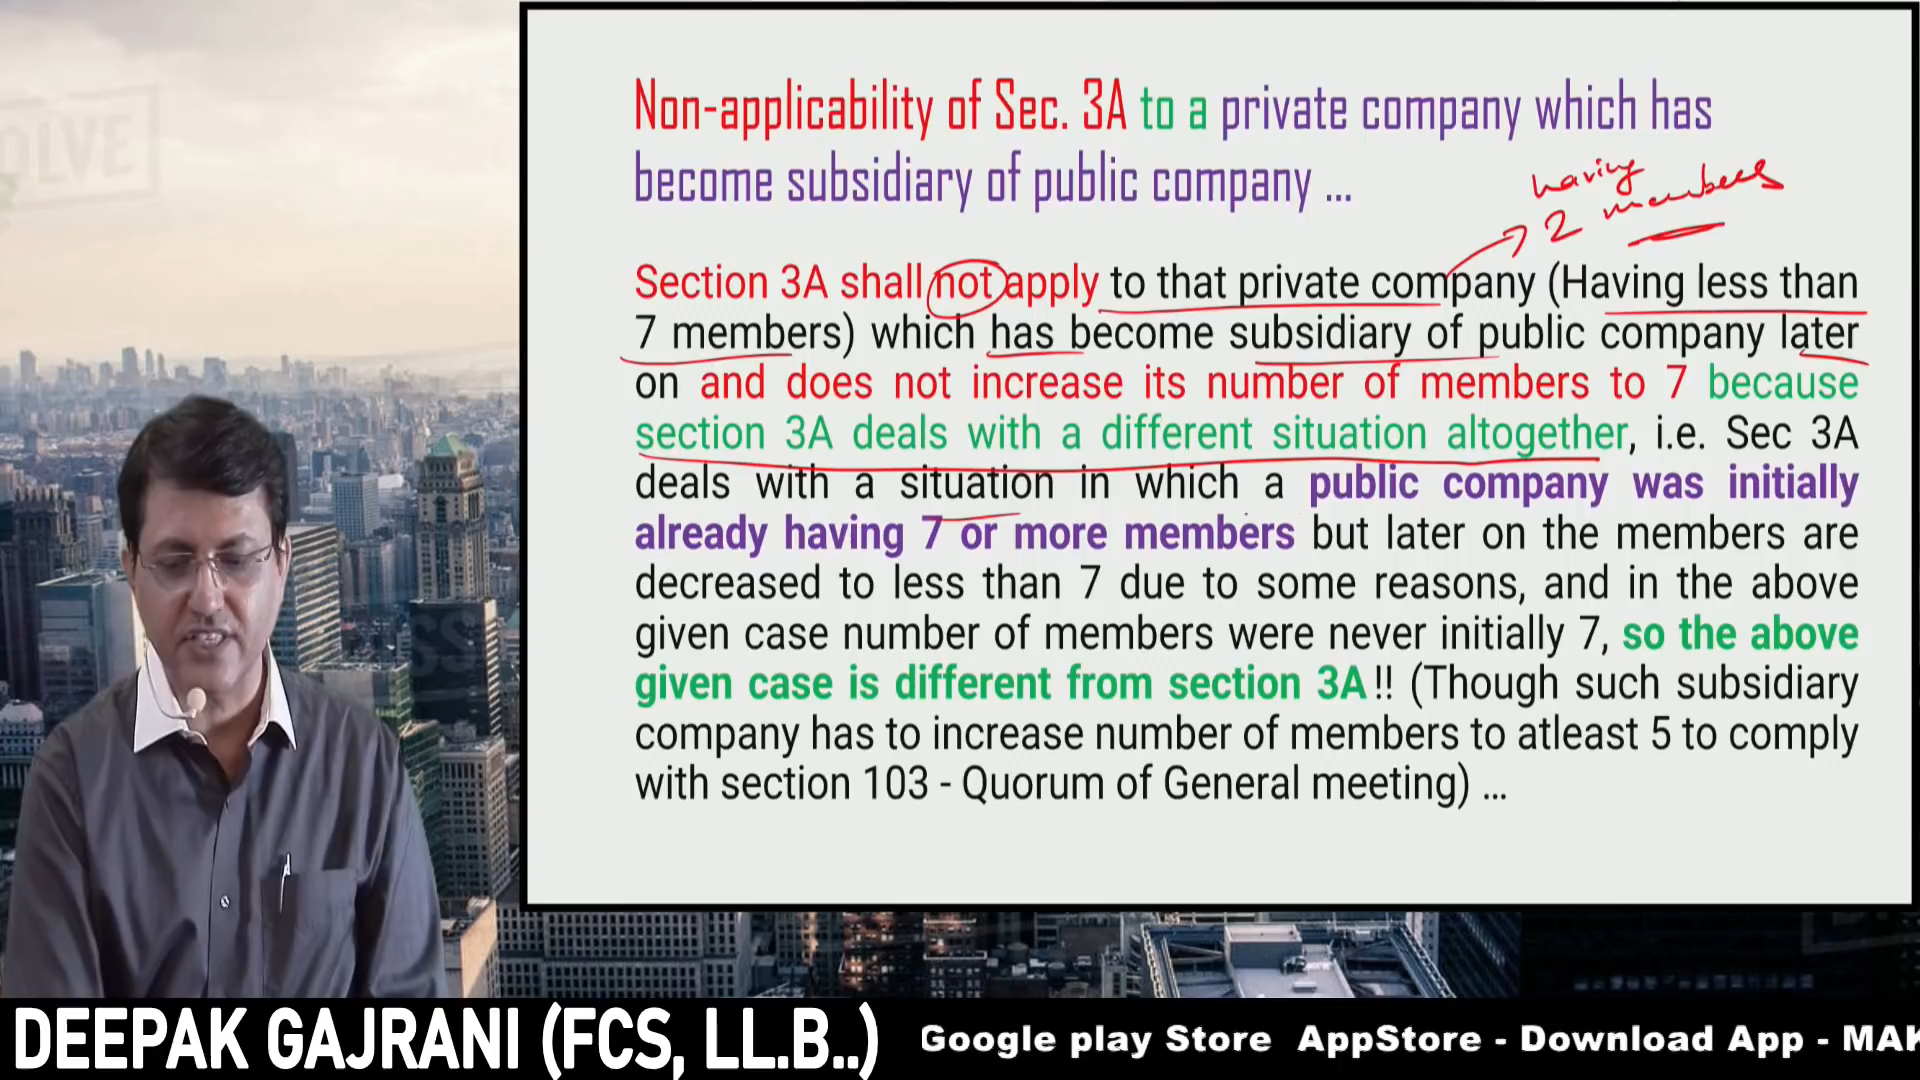 OLVE
Non-applicability of Sec. 3A to a private company which has
become subsidiary of public company ...
having
2 members
Section 3A shall not apply to that private company (Having less than
7 members) which has become subsidiary of public company later
on and does not increase its number of members to 7 because
section 3A deals with a different situation altogether, i.e. Sec 3A
deals with a situation in which a public company was initially
already having 7 or more members but later on the members are
decreased to less than 7 due to some reasons, and in the above
given case number of members were never initially 7, so the above
given case is different from section 3A!! (Though such subsidiary
company has to increase number of members to atleast 5 to comply
with section 103 - Quorum of General meeting) ...
DEEPAK GAJRANI (FCS, LL.B..)
Google play Store AppStore - Download App - MAK